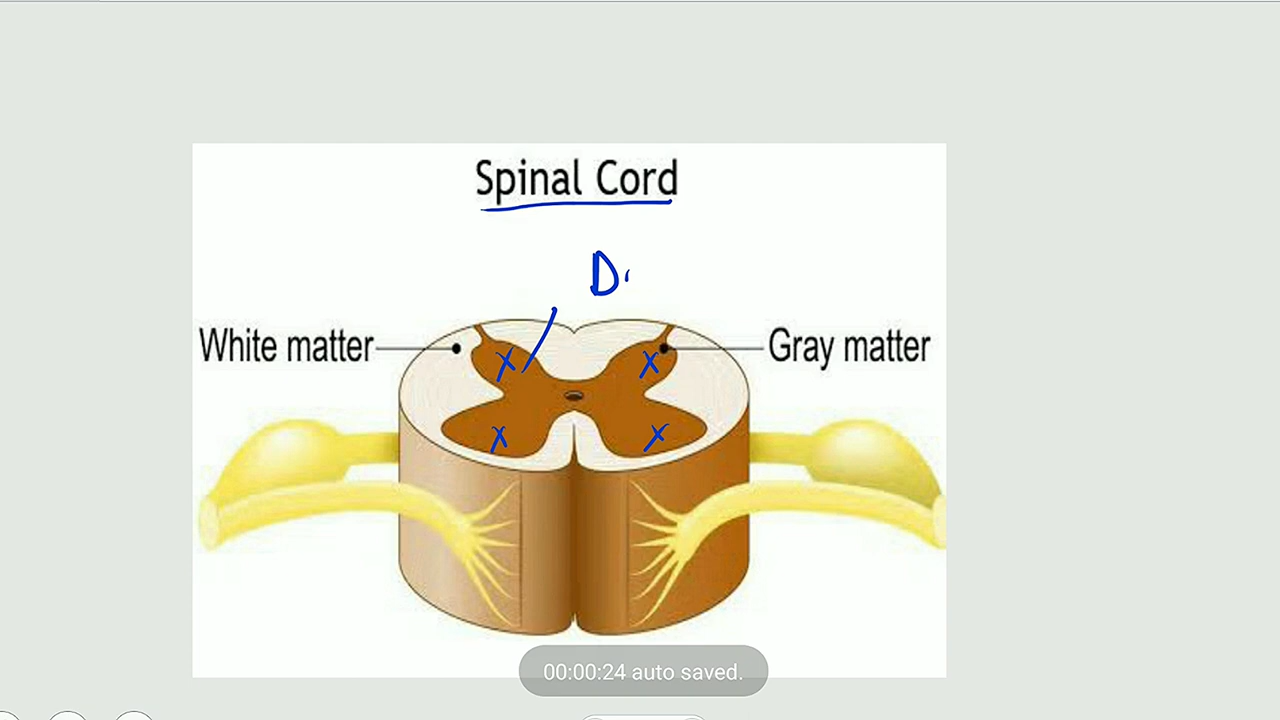 Spinal Cord
D
White matter
Gray matter
x x
x x
00:00:24 auto saved.